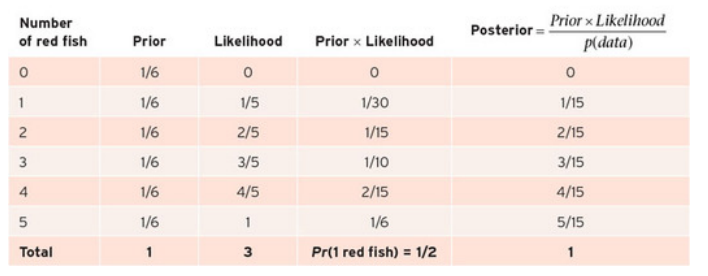 Number of red fish | Prior | Likelihood | Prior × Likelihood | Posterior = Prior × Likelihood / p(data)
0 | 1/6 | 0 | 0 | 0
1 | 1/6 | 1/5 | 1/30 | 1/15
2 | 1/6 | 2/5 | 1/15 | 2/15
3 | 1/6 | 3/5 | 1/10 | 3/15
4 | 1/6 | 4/5 | 2/15 | 4/15
5 | 1/6 | 1 | 1/6 | 5/15
Total | 1 | 3 | Pr(1 red fish) = 1/2 | 1